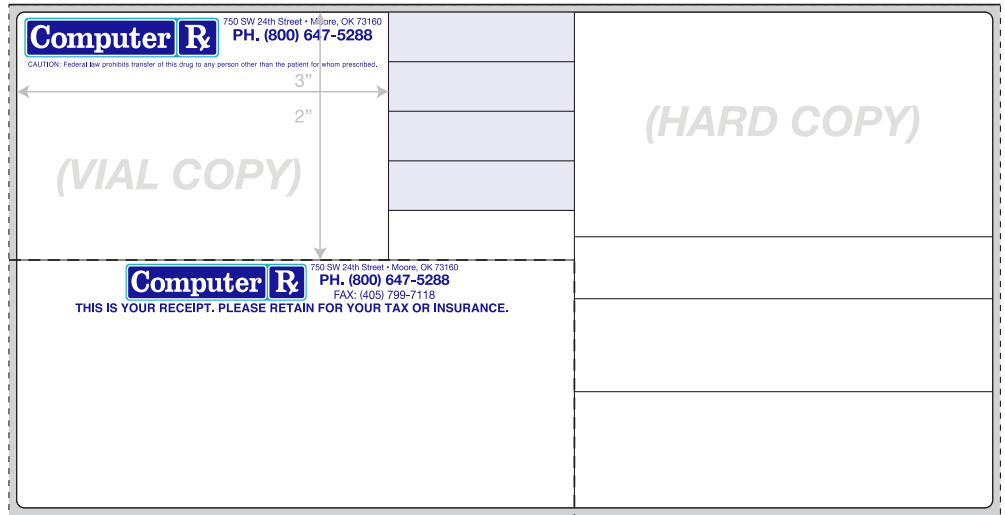 Computer Rx
750 SW 24th Street • Moore, OK 73160
PH. (800) 647-5288
CAUTION: Federal law prohibits transfer of this drug to any person other than the patient for whom prescribed.
3”
2”
(VIAL COPY)
(HARD COPY)
Computer Rx
750 SW 24th Street • Moore, OK 73160
PH. (800) 647-5288
FAX: (405) 799-7118
THIS IS YOUR RECEIPT. PLEASE RETAIN FOR YOUR TAX OR INSURANCE.